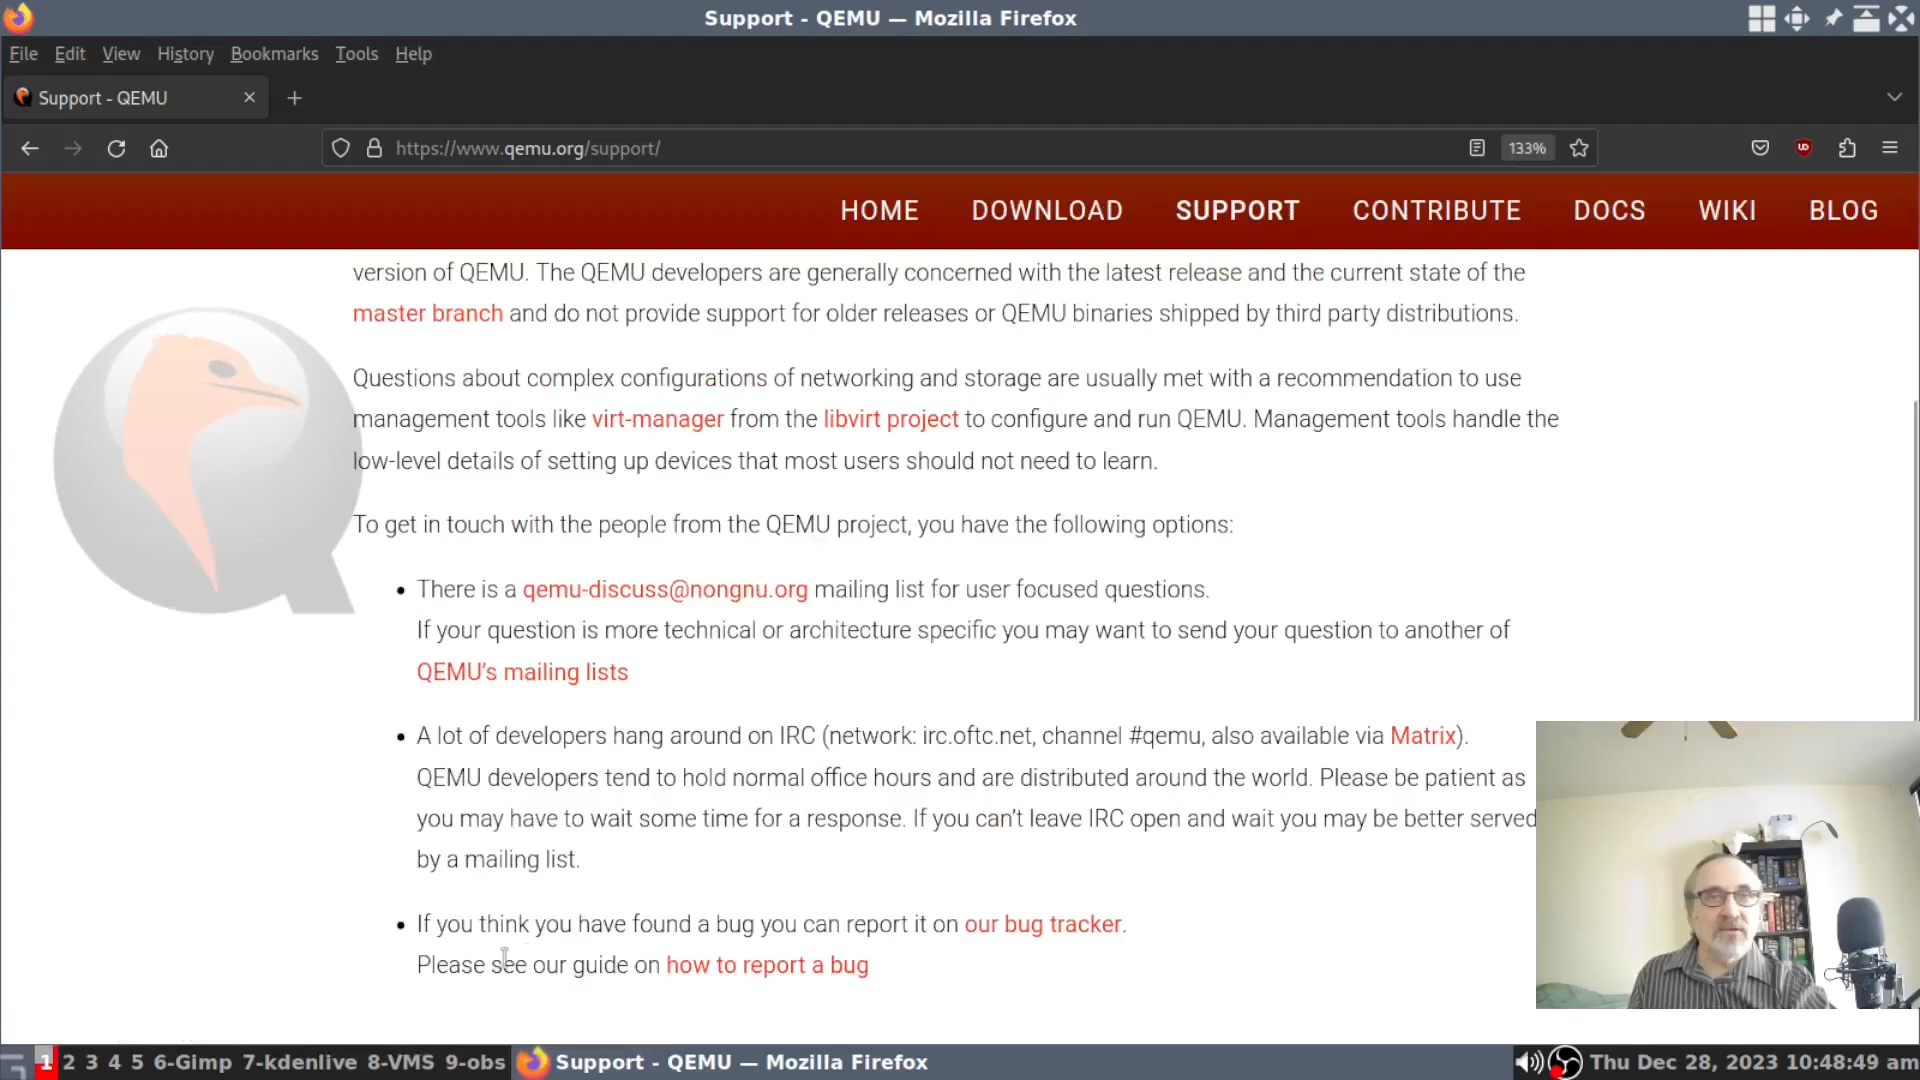 Support - QEMU — Mozilla Firefox
File Edit View History Bookmarks Tools Help
Support - QEMU
https://www.qemu.org/support/
133%
HOME DOWNLOAD SUPPORT CONTRIBUTE DOCS WIKI BLOG
version of QEMU. The QEMU developers are generally concerned with the latest release and the current state of the
master branch and do not provide support for older releases or QEMU binaries shipped by third party distributions.
Questions about complex configurations of networking and storage are usually met with a recommendation to use
management tools like virt-manager from the libvirt project to configure and run QEMU. Management tools handle the
low-level details of setting up devices that most users should not need to learn.
To get in touch with the people from the QEMU project, you have the following options:
• There is a qemu-discuss@nongnu.org mailing list for user focused questions.
If your question is more technical or architecture specific you may want to send your question to another of
QEMU’s mailing lists
• A lot of developers hang around on IRC (network: irc.oftc.net, channel #qemu, also available via Matrix).
QEMU developers tend to hold normal office hours and are distributed around the world. Please be patient as
you may have to wait some time for a response. If you can’t leave IRC open and wait you may be better served
by a mailing list.
• If you think you have found a bug you can report it on our bug tracker.
Please see our guide on how to report a bug
1 2 3 4 5 6-Gimp 7-kdenlive 8-VMS 9-obs Support - QEMU — Mozilla Firefox Thu Dec 28, 2023 10:48:49 am